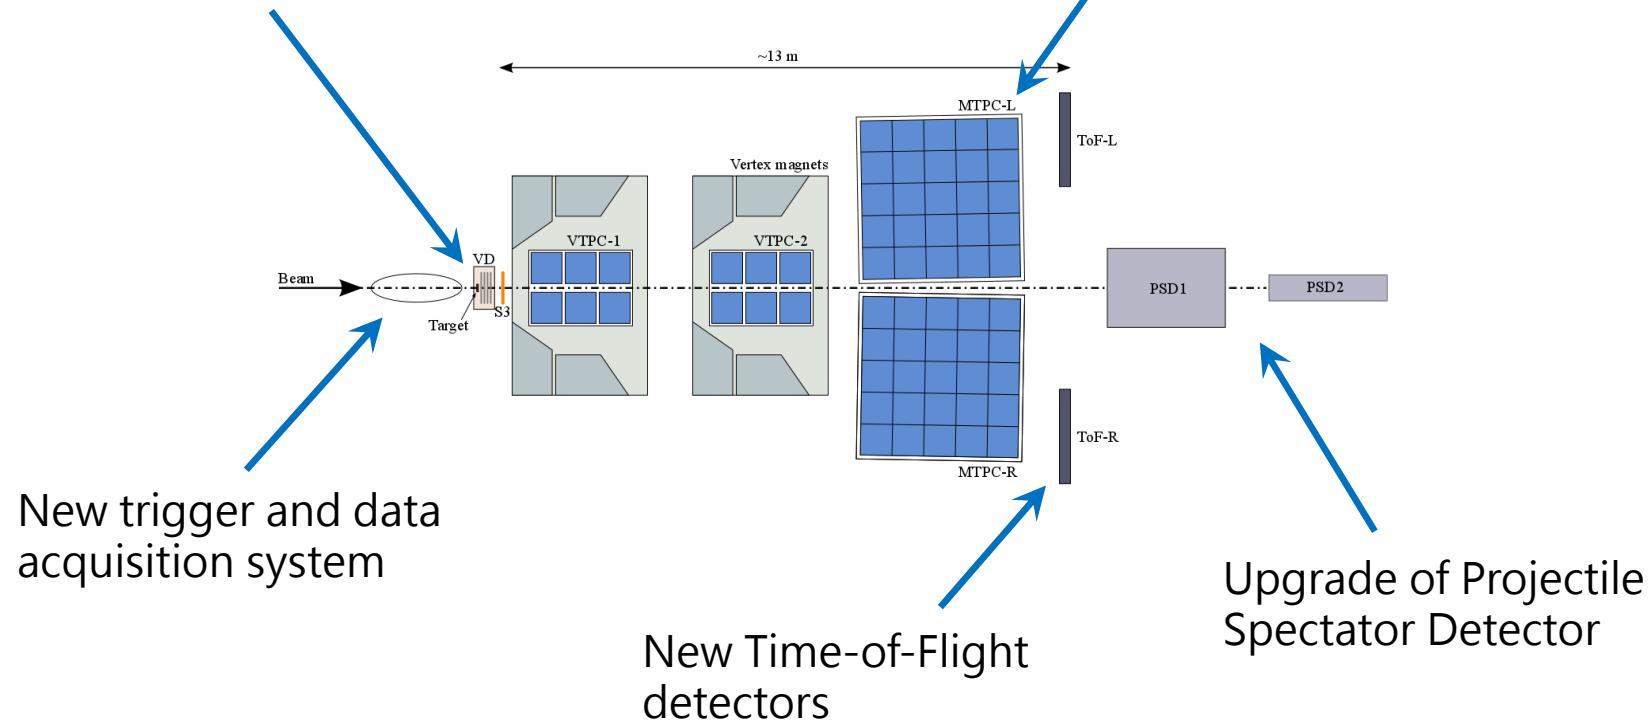 ~13 m
MTPC-L
ToF-L
Vertex magnets
VTPC-1
VTPC-2
VD
Beam
PSD1
PSD2
S3
Target
ToF-R
MTPC-R
New trigger and data
acquisition system
Upgrade of Projectile
Spectator Detector
New Time-of-Flight
detectors